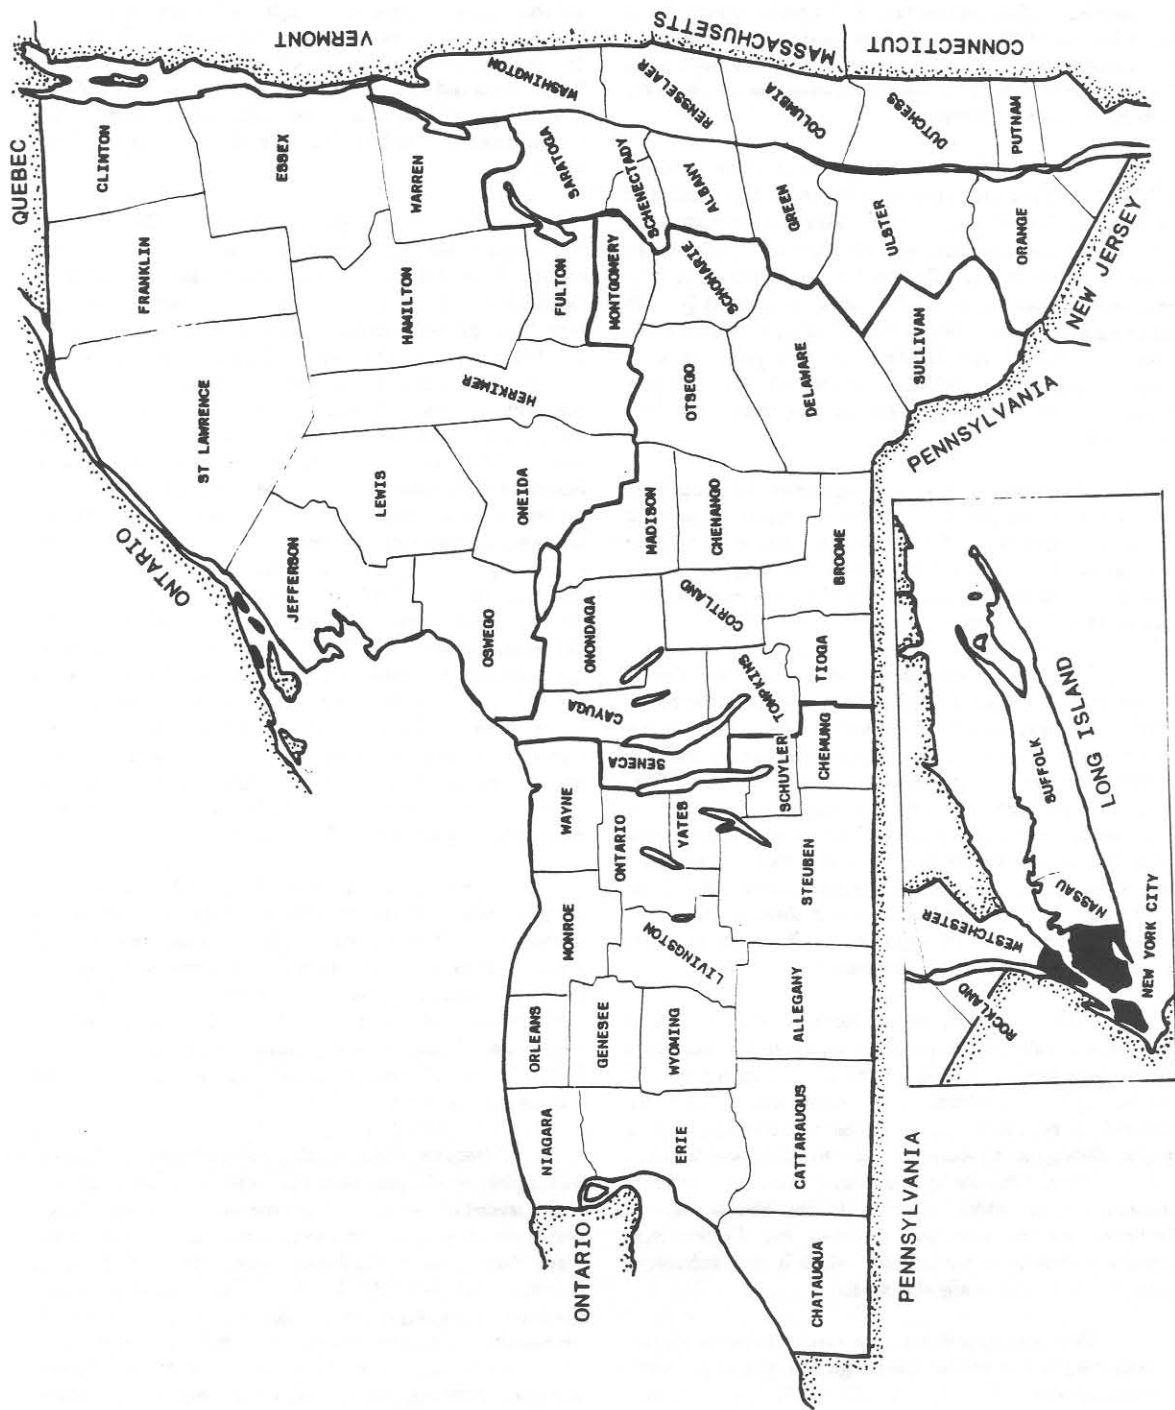 QUEBEC
VERMONT
MASSACHUSETTS
CONNECTICUT
ONTARIO
CLINTON
FRANKLIN
ST LAWRENCE
ESSEX
JEFFERSON
LEWIS
HERKIMER
HAMILTON
WARREN
WASHINGTON
OSWEGO
ONEIDA
FULTON
SARATOGA
NIAGARA
ORLEANS
MONROE
WAYNE
CAYUGA
ONONDAGA
MADISON
MONTGOMERY
SCHENECTADY
RENSSELAER
ONTARIO
ERIE
GENESEE
WYOMING
LIVINGSTON
ONTARIO
YATES
SENECA
CORTLAND
CHENANGO
OTSEGO
SCHOHARIE
ALBANY
COLUMBIA
TOMPKINS
SCHUYLER
GREEN
CHATAUQUA
CATTARAUGUS
ALLEGANY
STEUBEN
CHEMUNG
TIOGA
BROOME
DELAWARE
ULSTER
DUTCHESS
SULLIVAN
ORANGE
PUTNAM
PENNSYLVANIA
PENNSYLVANIA
NEW JERSEY
ROCKLAND
WESTCHESTER
NASSAU
SUFFOLK
LONG ISLAND
NEW YORK CITY